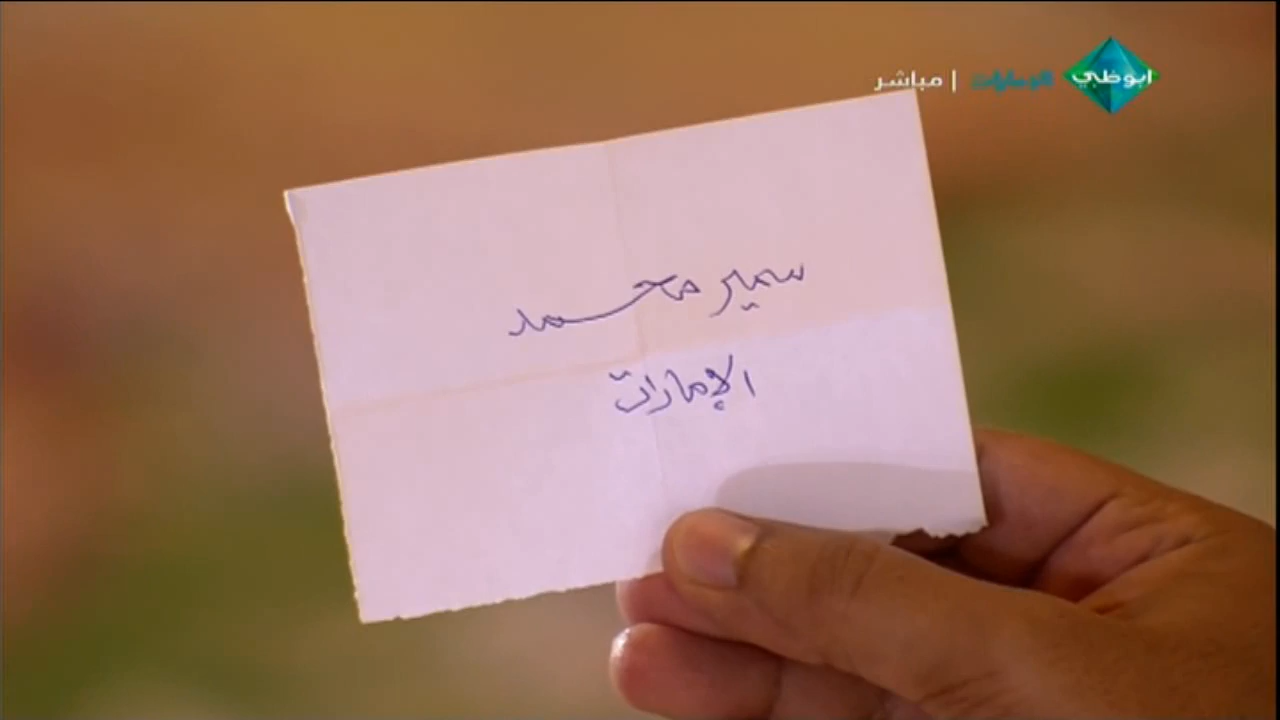 مباشر | الإمارات أبوظبي
سمير محمد
الإمارات